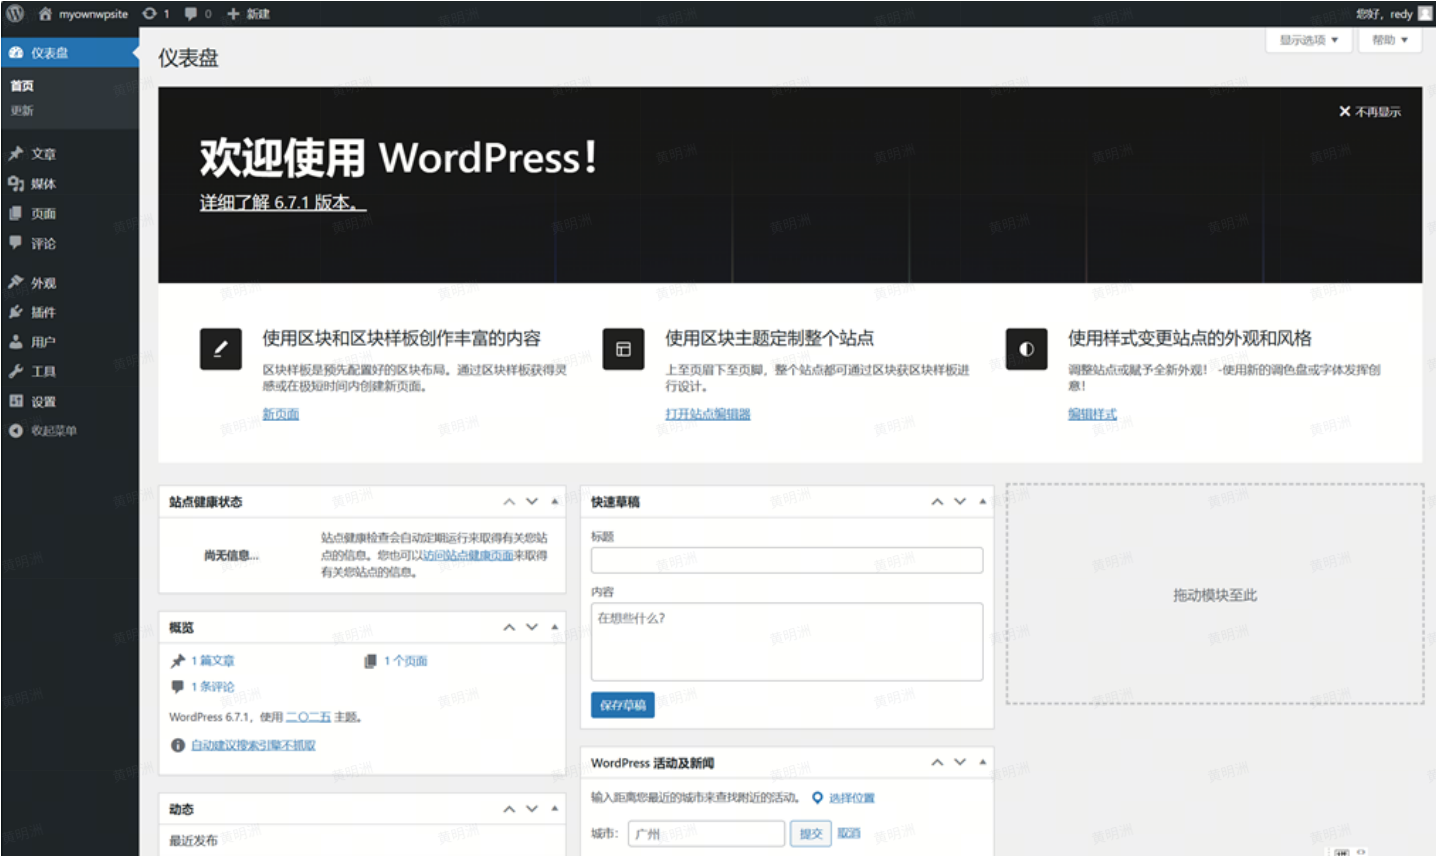 myownwpsite 1 0 新建
您好，redy
仪表盘
首页
更新
文章
媒体
页面
评论
外观
插件
用户
工具
设置
收起菜单
仪表盘
显示选项
帮助
不再显示
欢迎使用 WordPress！
详细了解 6.7.1 版本。
使用区块和区块样板创作丰富的内容
区块样板是预先配置好的区块布局。通过区块样板获得灵
感或在极短时间内创建新页面。
新页面
使用区块主题定制整个站点
上至页眉下至页脚，整个站点都可通过区块获区块样板进
行设计。
打开站点编辑器
使用样式变更站点的外观和风格
调整站点或赋予全新外观！ -使用新的调色盘或字体发挥创
意！
编辑样式
站点健康状态
尚无信息...
站点健康检查会自动定期运行来取得有关您站
点的信息。您也可以访问站点健康页面来取得
有关您站点的信息。
概览
1 篇文章
1 个页面
1 条评论
WordPress 6.7.1，使用 二〇二五 主题。
自动建议搜索引擎不抓取
动态
最近发布
快速草稿
标题
内容
在想些什么？
保存草稿
WordPress 活动及新闻
输入距离您最近的城市来查找附近的活动。 选择位置
城市： 广州 提交 取消
拖动模块至此
黄明洲